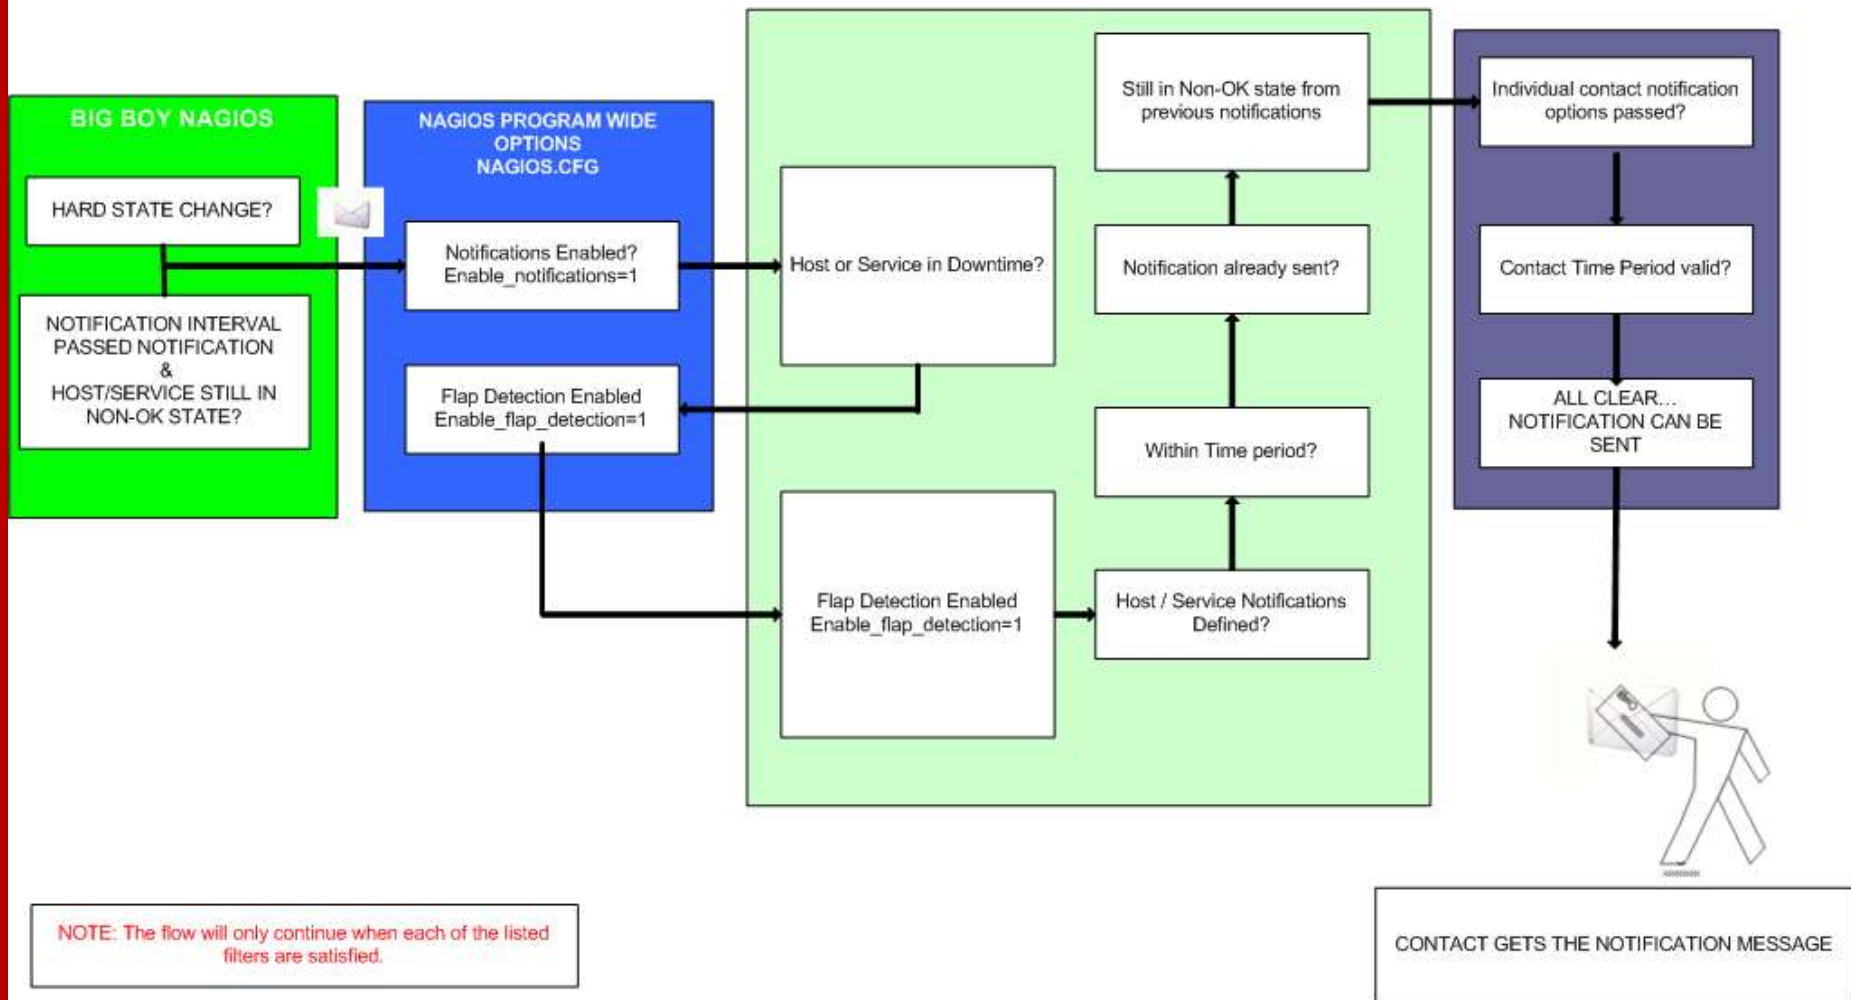 BIG BOY NAGIOS
HARD STATE CHANGE?
NOTIFICATION INTERVAL
PASSED NOTIFICATION
&
HOST/SERVICE STILL IN
NON-OK STATE?
NAGIOS PROGRAM WIDE
OPTIONS
NAGIOS.CFG
Notifications Enabled?
Enable_notifications=1
Flap Detection Enabled
Enable_flap_detection=1
Host or Service in Downtime?
Flap Detection Enabled
Enable_flap_detection=1
Host / Service Notifications
Defined?
Within Time period?
Notification already sent?
Still in Non-OK state from
previous notifications
Individual contact notification
options passed?
Contact Time Period valid?
ALL CLEAR...
NOTIFICATION CAN BE
SENT
NOTE: The flow will only continue when each of the listed
filters are satisfied.
CONTACT GETS THE NOTIFICATION MESSAGE